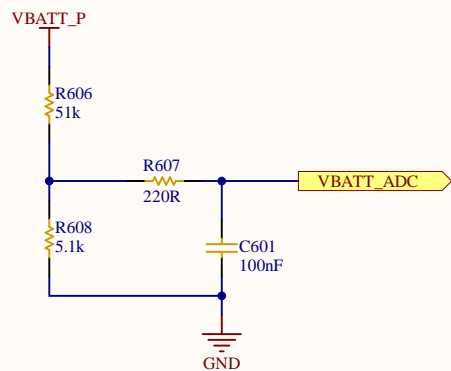 VBATT_P
R606
51k
R607
220R
VBATT_ADC
R608
5.1k
C601
100nF
GND